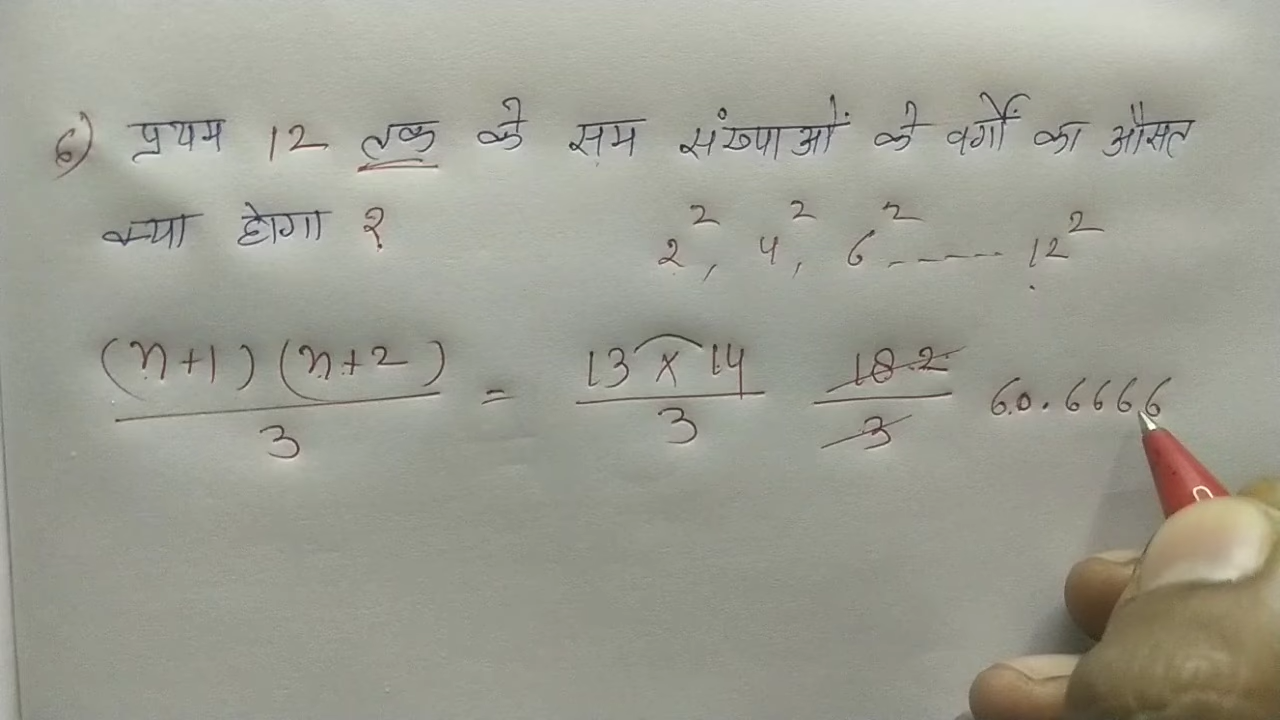 6) प्रथम 12 तक के सम संख्याओं के वर्गों का औसत
क्या होगा ?
2², 4², 6² ------ 12²
(n+1)(n+2)/3 = 13×14/3 182/3 60.6666